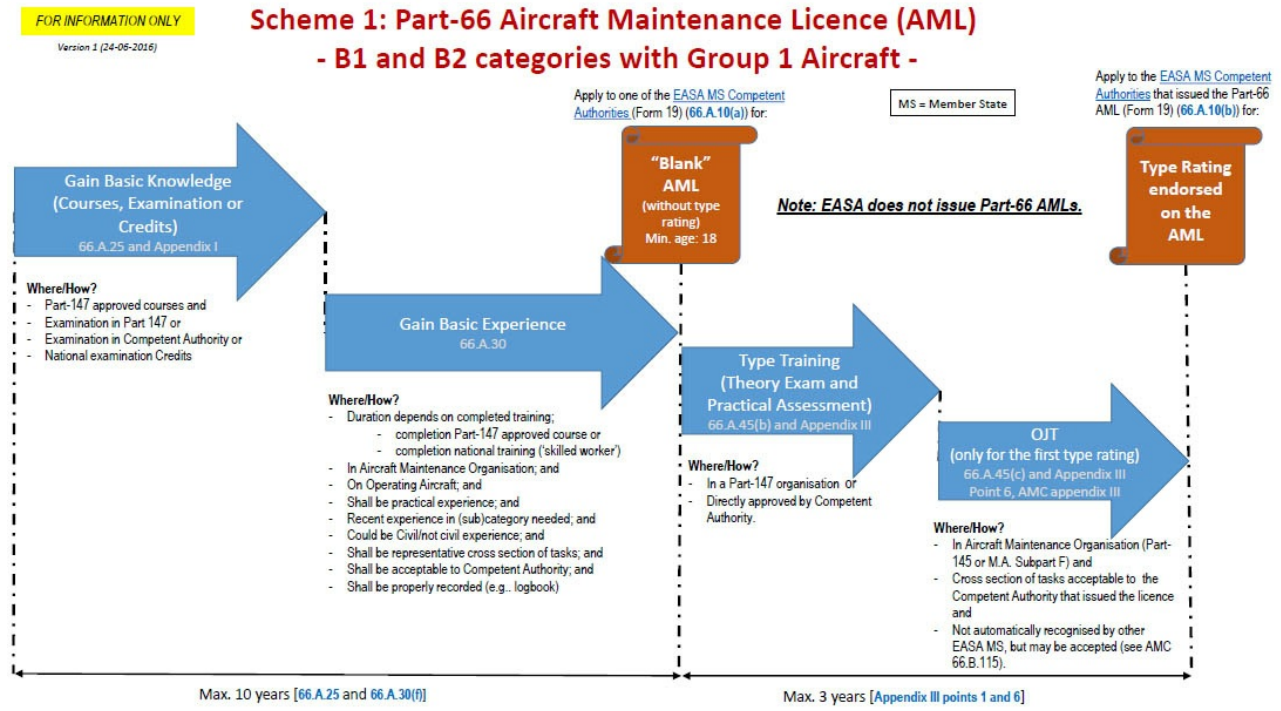 FOR INFORMATION ONLY
Version 1 (24-06-2016)
Scheme 1: Part-66 Aircraft Maintenance Licence (AML)
- B1 and B2 categories with Group 1 Aircraft -
Apply to one of the EASA MS Competent
Authorities (Form 19) (66.A.10(a)) for:
MS = Member State
Apply to the EASA MS Competent
Authorities that issued the Part-66
AML (Form 19) (66.A.10(b)) for:
"Blank"
AML
(without type
rating)
Min. age: 18
Note: EASA does not issue Part-66 AMLs.
Type Rating
endorsed
on the
AML
Gain Basic Knowledge
(Courses, Examination or
Credits)
66.A.25 and Appendix I
Where/How?
- Part-147 approved courses and
- Examination in Part 147 or
- Examination in Competent Authority or
- National examination Credits
Gain Basic Experience
66.A.30
Where/How?
- Duration depends on completed training;
- completion Part-147 approved course or
- completion national training ('skilled worker')
- In Aircraft Maintenance Organisation; and
- On Operating Aircraft; and
- Shall be practical experience; and
- Recent experience in (sub)category needed; and
- Could be Civil/not civil experience; and
- Shall be representative cross section of tasks; and
- Shall be acceptable to Competent Authority; and
- Shall be properly recorded (e.g.. logbook)
Type Training
(Theory Exam and
Practical Assessment)
66.A.45(b) and Appendix III
Where/How?
- In a Part-147 organisation or
- Directly approved by Competent
Authority.
OJT
(only for the first type rating)
66.A.45(c) and Appendix III
Point 6, AMC appendix III
Where/How?
- In Aircraft Maintenance Organisation (Part-
145 or M.A. Subpart F) and
- Cross section of tasks acceptable to the
Competent Authority that issued the licence
and
- Not automatically recognised by other
EASA MS, but may be accepted (see AMC
66.B.115).
Max. 10 years [66.A.25 and 66.A.30(f)]
Max. 3 years [Appendix III points 1 and 6]